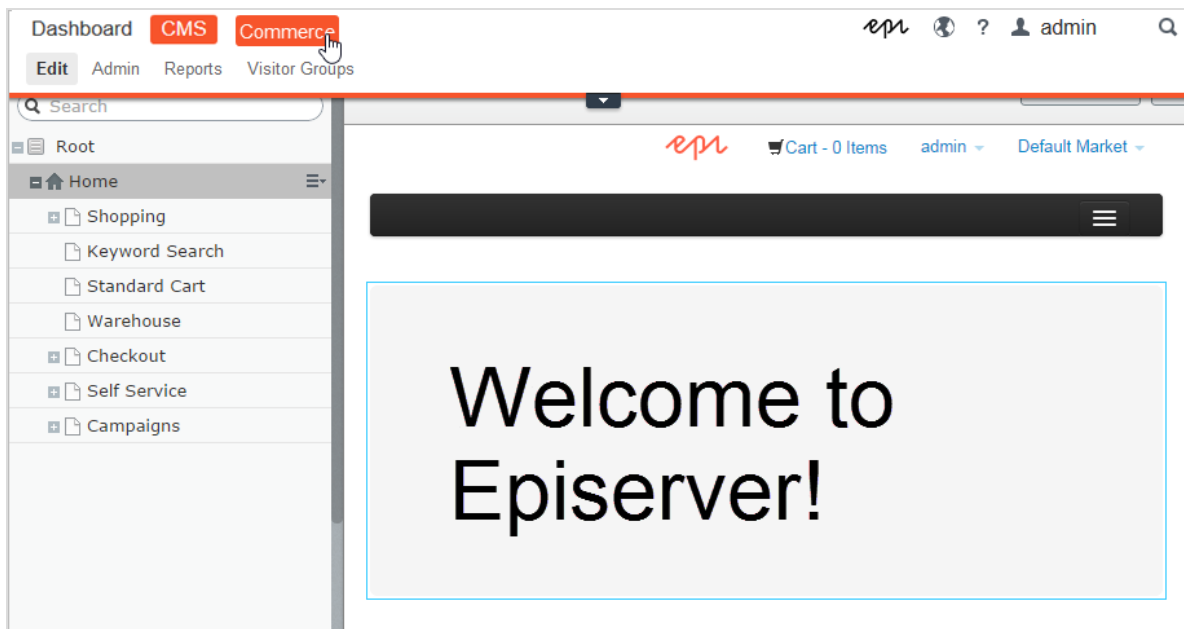 Dashboard CMS Commerce epi ? admin
Edit Admin Reports Visitor Groups
Search
Root
Home
Shopping
Keyword Search
Standard Cart
Warehouse
Checkout
Self Service
Campaigns
epi Cart - 0 Items admin Default Market
Welcome to
Episerver!